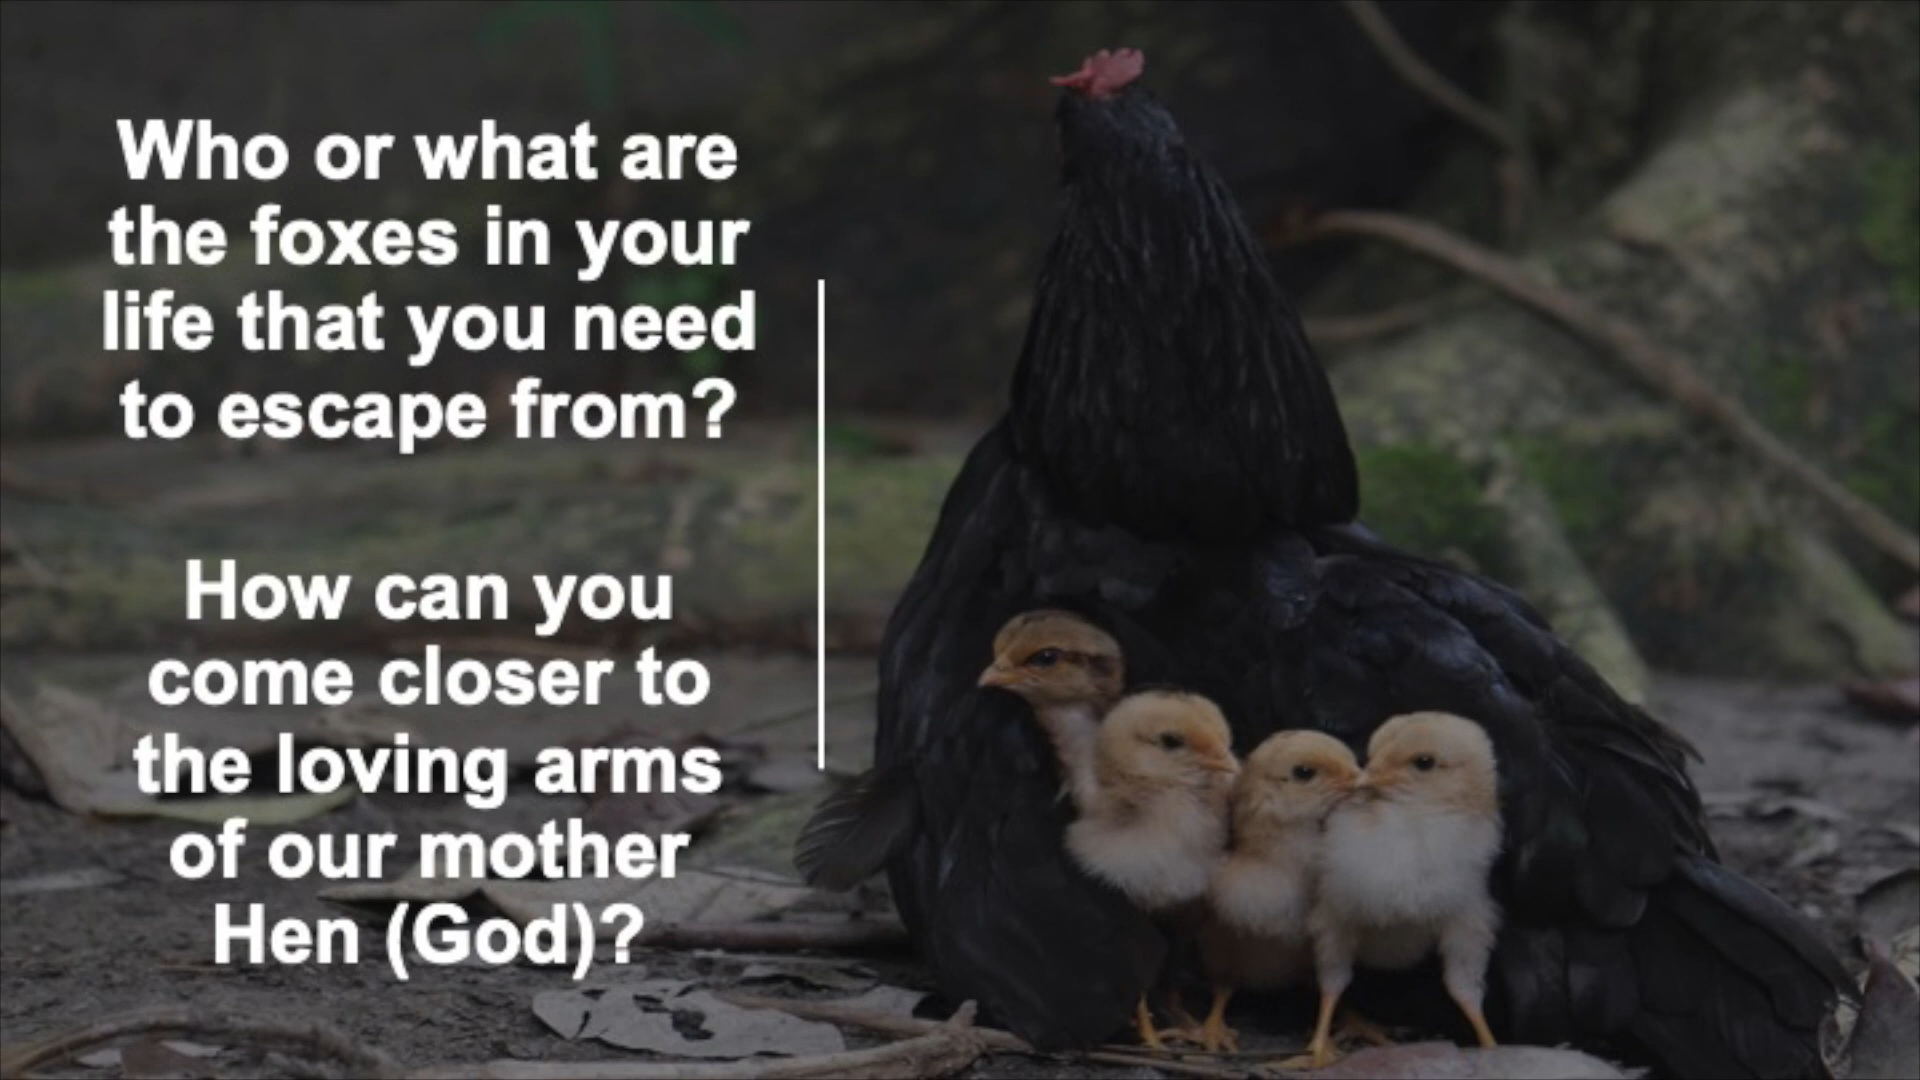 Who or what are
the foxes in your
life that you need
to escape from?
How can you
come closer to
the loving arms
of our mother
Hen (God)?